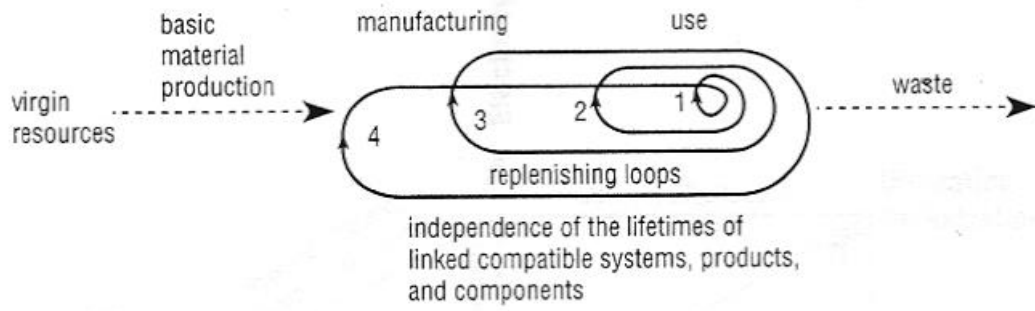 basic
material
production
manufacturing
use
virgin
resources
waste
1
2
3
4
replenishing loops
independence of the lifetimes of
linked compatible systems, products,
and components